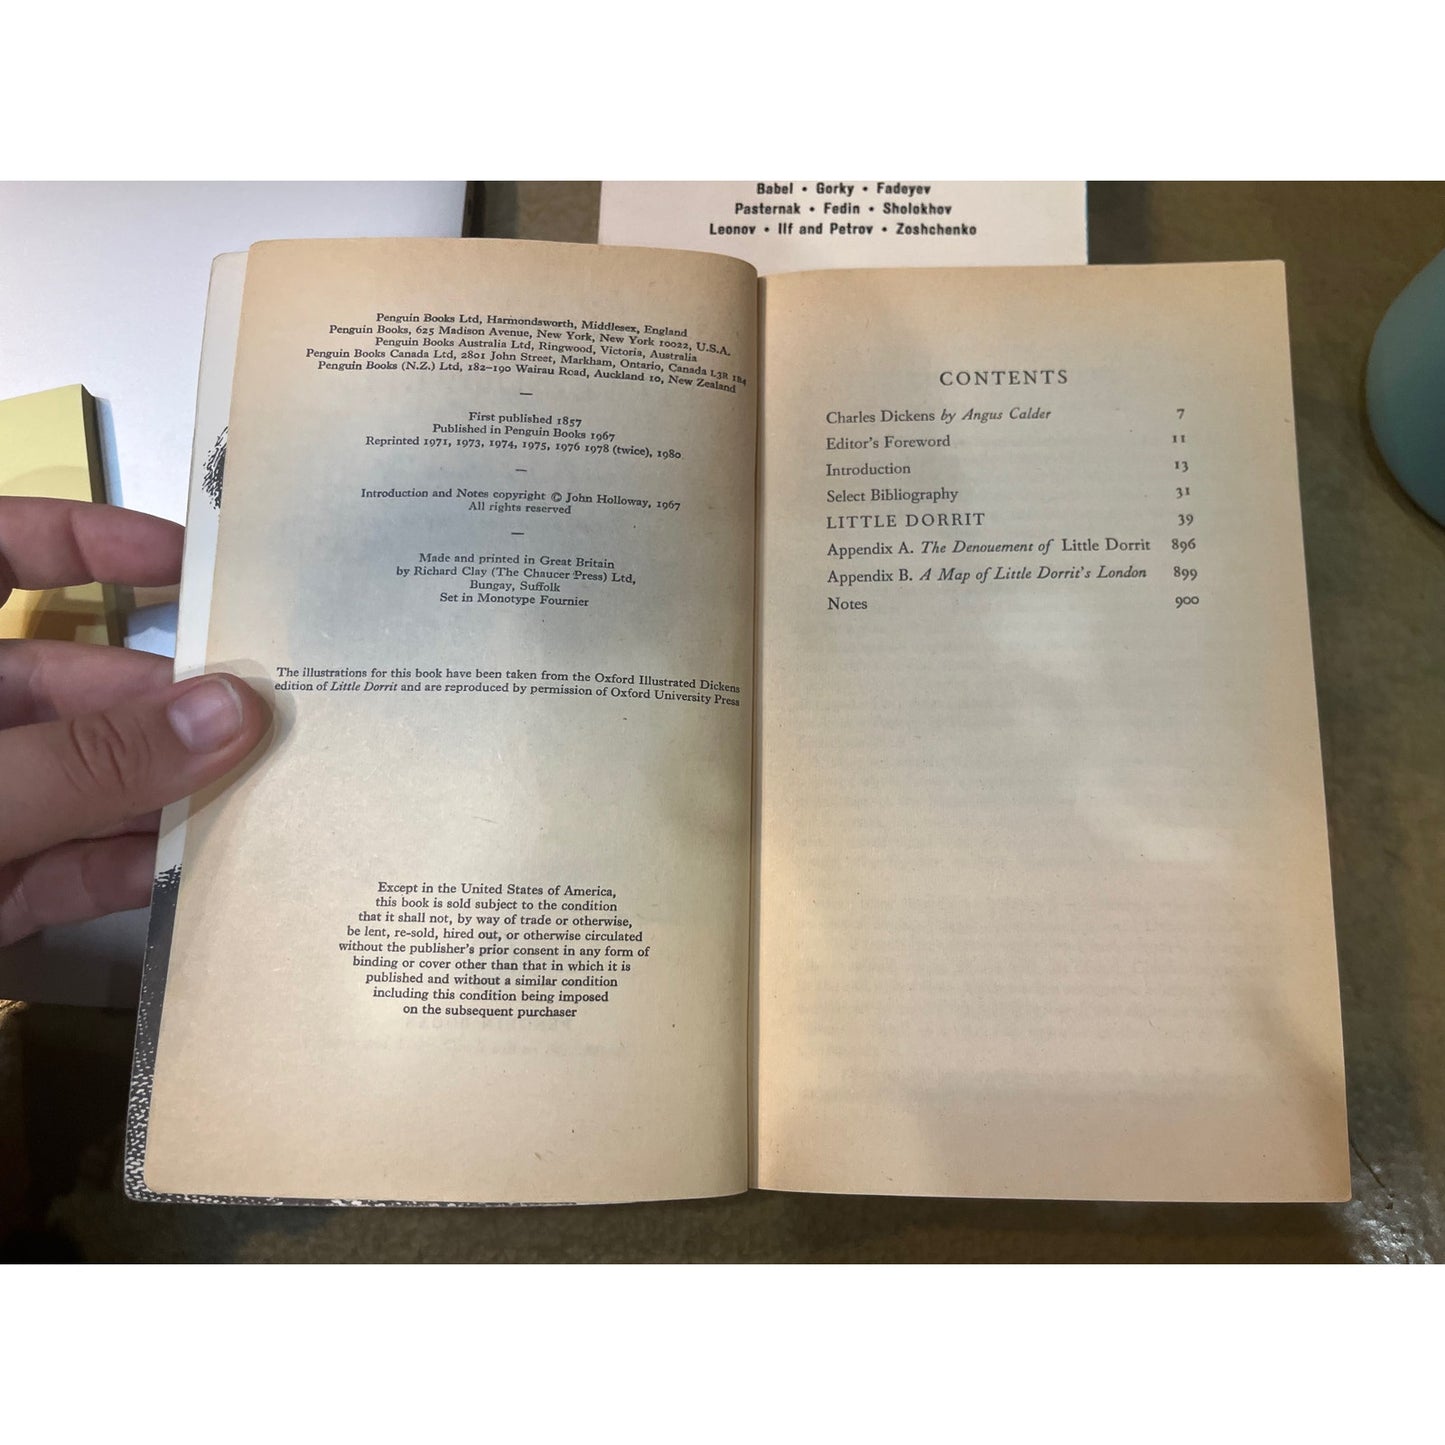 Babel • Gorky • Fadeyev
Pasternak • Fedin • Sholokhov
Leonov • Ilf and Petrov • Zoshchenko
Penguin Books Ltd, Harmondsworth, Middlesex, England
Penguin Books, 625 Madison Avenue, New York, New York 10022, U.S.A.
Penguin Books Australia Ltd, Ringwood, Victoria, Australia
Penguin Books Canada Ltd, 2801 John Street, Markham, Ontario, Canada L3R 1B4
Penguin Books (N.Z.) Ltd, 182–190 Wairau Road, Auckland 10, New Zealand
—
First published 1857
Published in Penguin Books 1967
Reprinted 1971, 1973, 1974, 1975, 1976 1978 (twice), 1980
—
Introduction and Notes copyright © John Holloway, 1967
All rights reserved
—
Made and printed in Great Britain
by Richard Clay (The Chaucer Press) Ltd,
Bungay, Suffolk
Set in Monotype Fournier
The illustrations for this book have been taken from the Oxford Illustrated Dickens
edition of Little Dorrit and are reproduced by permission of Oxford University Press
Except in the United States of America,
this book is sold subject to the condition
that it shall not, by way of trade or otherwise,
be lent, re-sold, hired out, or otherwise circulated
without the publisher's prior consent in any form of
binding or cover other than that in which it is
published and without a similar condition
including this condition being imposed
on the subsequent purchaser
CONTENTS
Charles Dickens by Angus Calder 7
Editor's Foreword 11
Introduction 13
Select Bibliography 31
LITTLE DORRIT 39
Appendix A. The Denouement of Little Dorrit 896
Appendix B. A Map of Little Dorrit's London 899
Notes 900